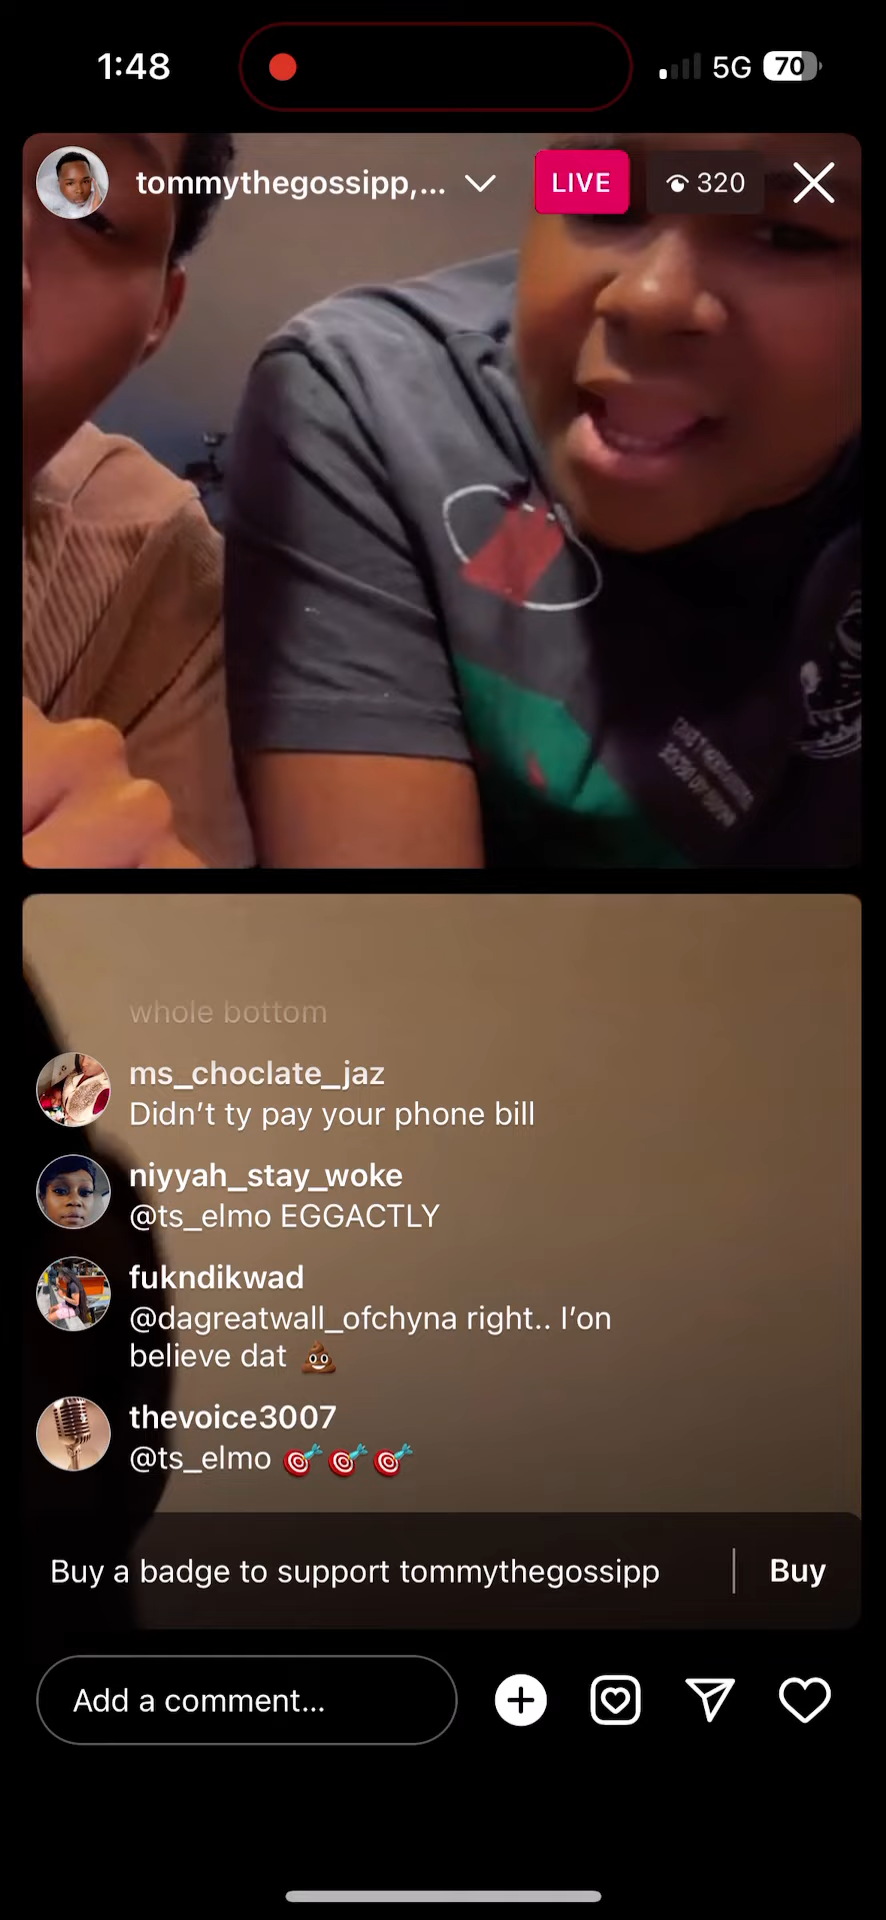 1:48
5G
70
tommythegossipp,...
LIVE
320
whole bottom
ms_choclate_jaz
Didn’t ty pay your phone bill
niyyah_stay_woke
@ts_elmo EGGACTLY
fukndikwad
@dagreatwall_ofchyna right.. I’on
believe dat 💩
thevoice3007
@ts_elmo 🎯🎯🎯
Buy a badge to support tommythegossipp
Buy
Add a comment...